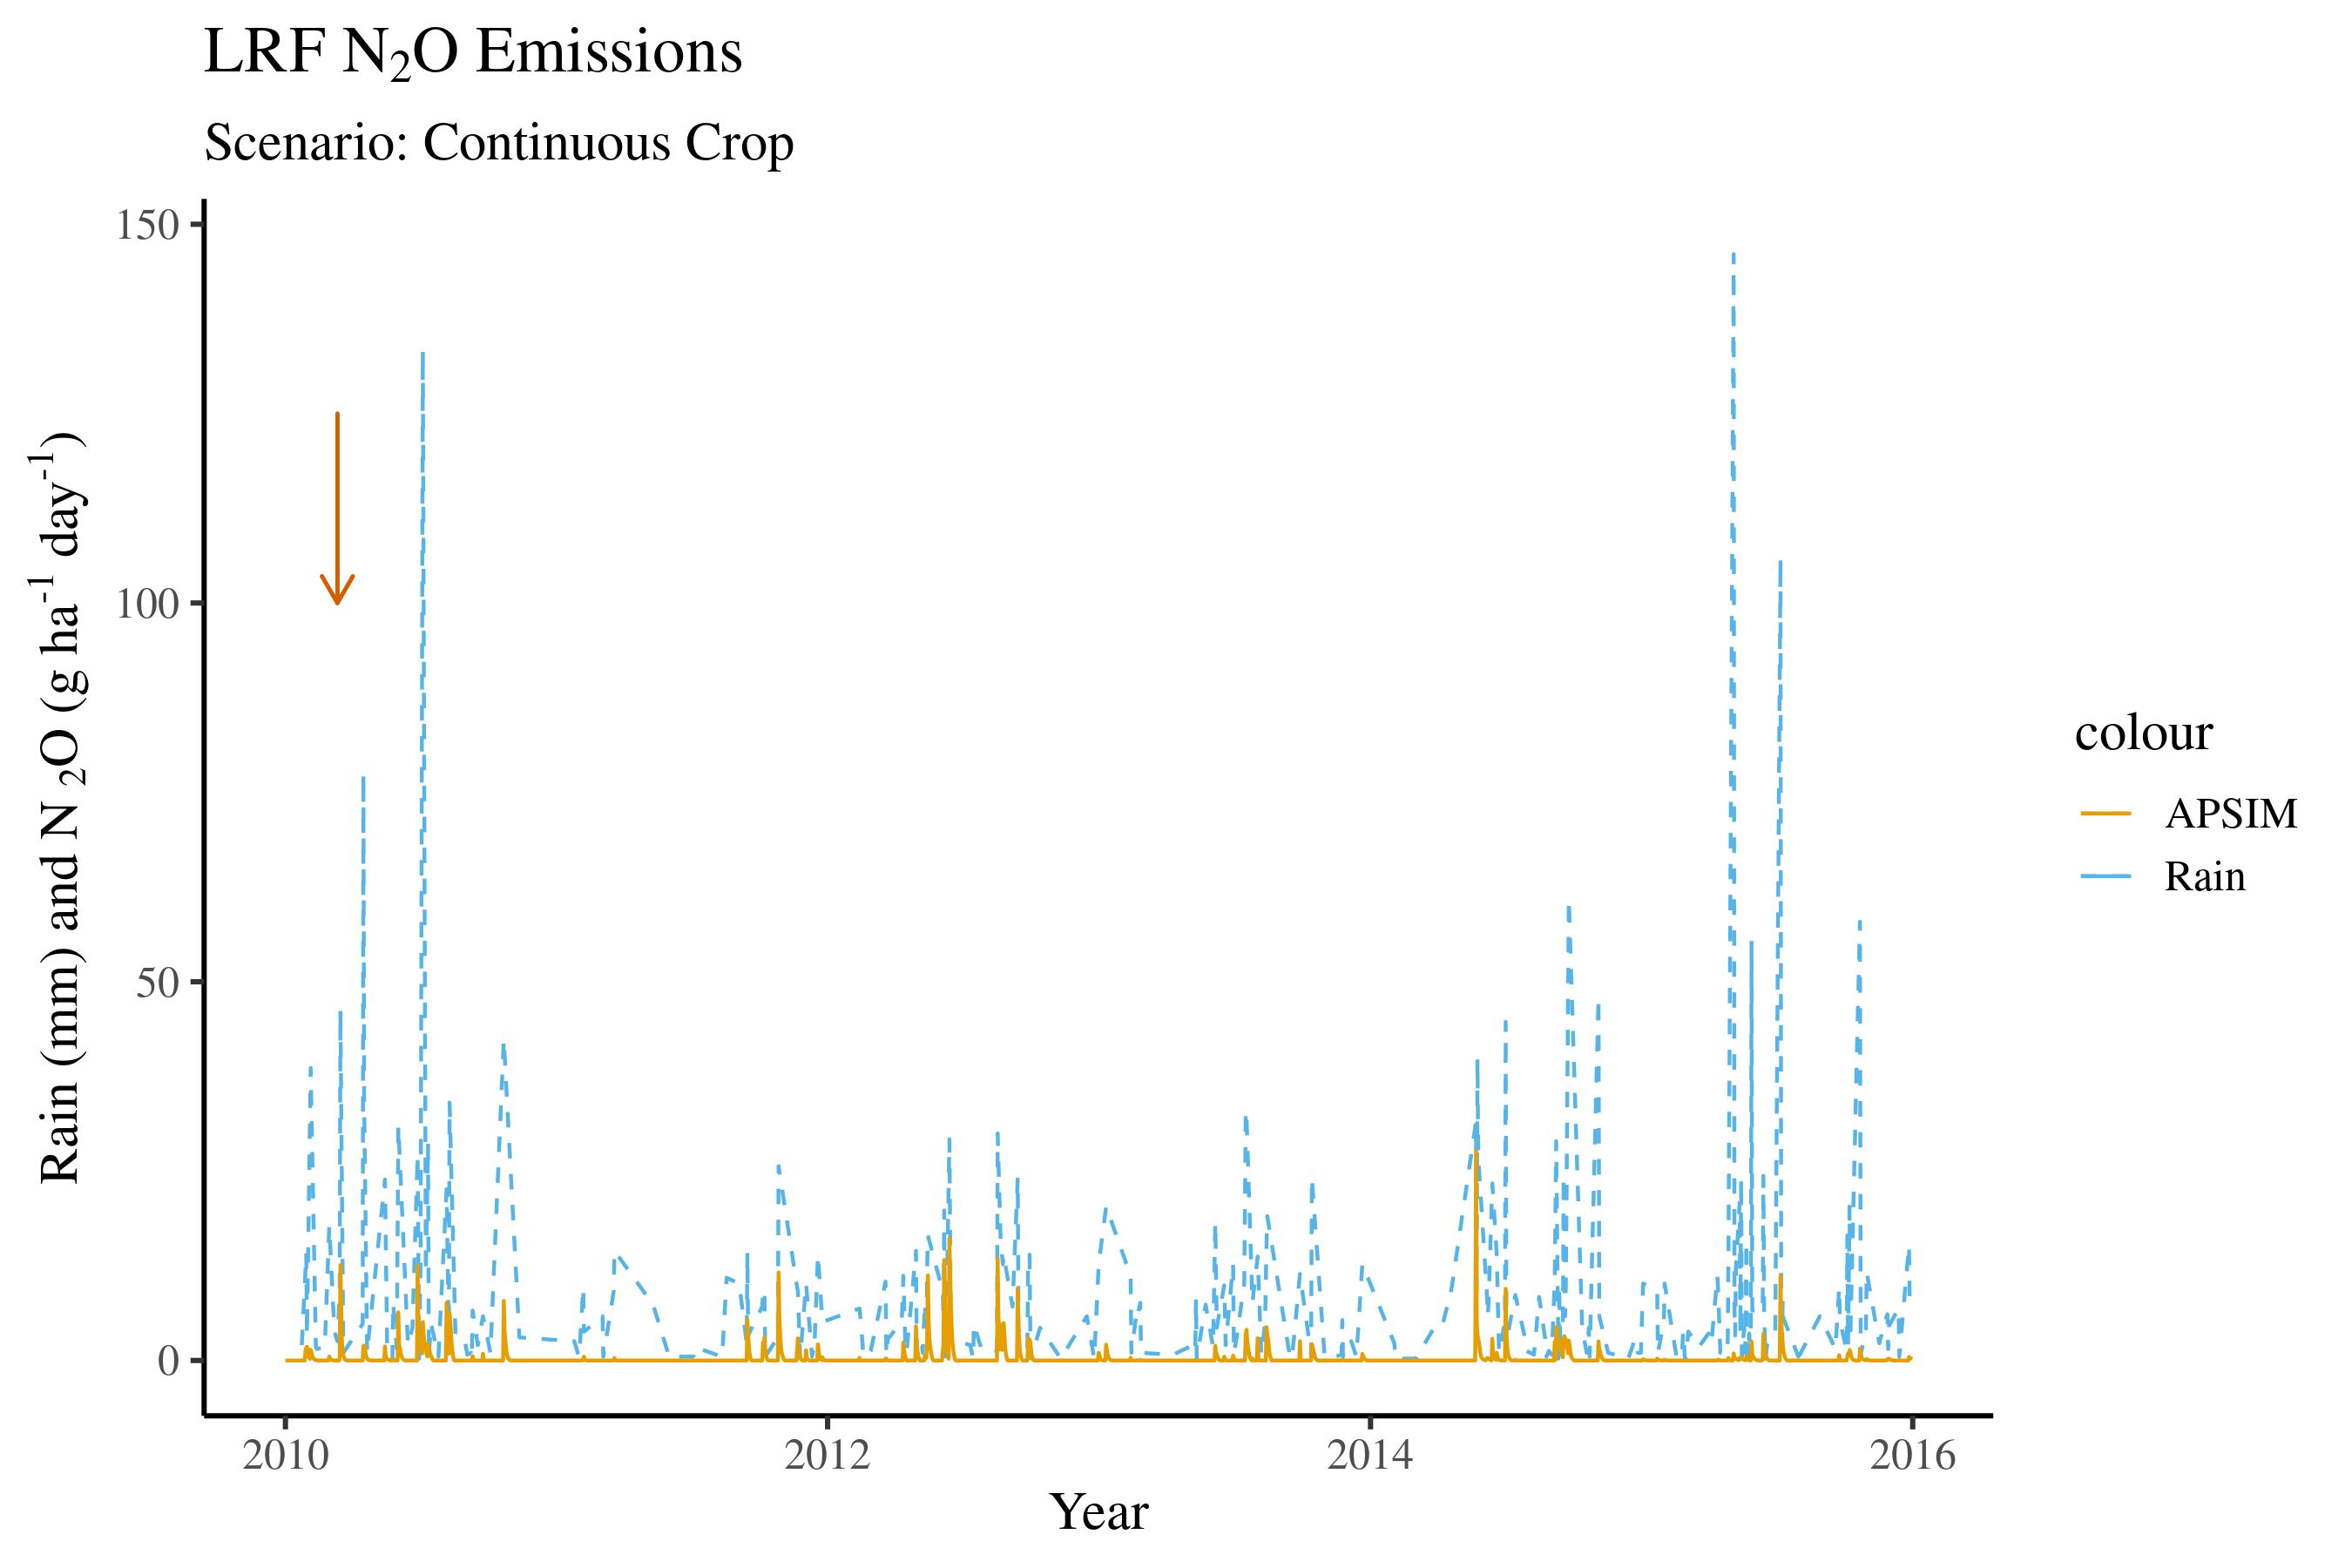 LRF N₂O Emissions
Scenario: Continuous Crop
150
100
50
0
Rain (mm) and N ₂O (g ha⁻¹ day⁻¹)
2010 2012 2014 2016
Year
colour
APSIM
Rain